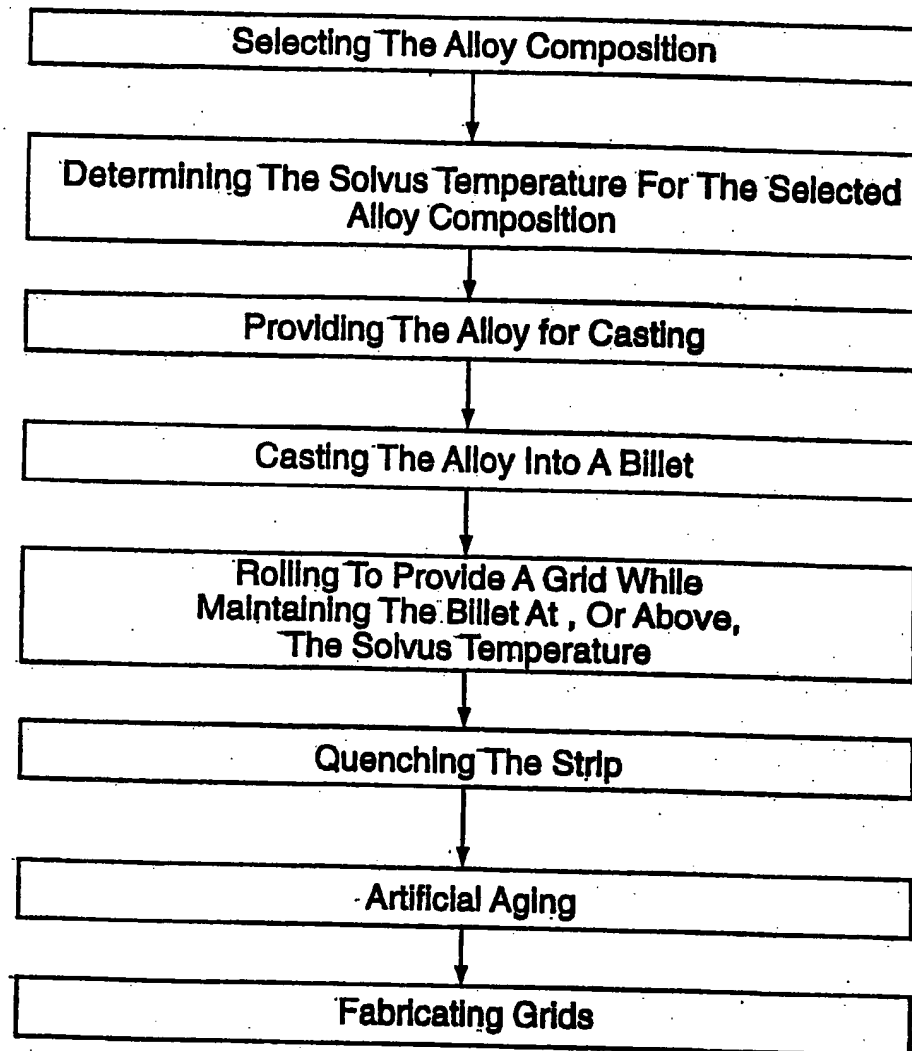 Selecting The Alloy Composition
Determining The Solvus Temperature For The Selected
Alloy Composition
Providing The Alloy for Casting
Casting The Alloy Into A Billet
Rolling To Provide A Grid While
Maintaining The Billet At , Or Above,
The Solvus Temperature
Quenching The Strip
Artificial Aging
Fabricating Grids